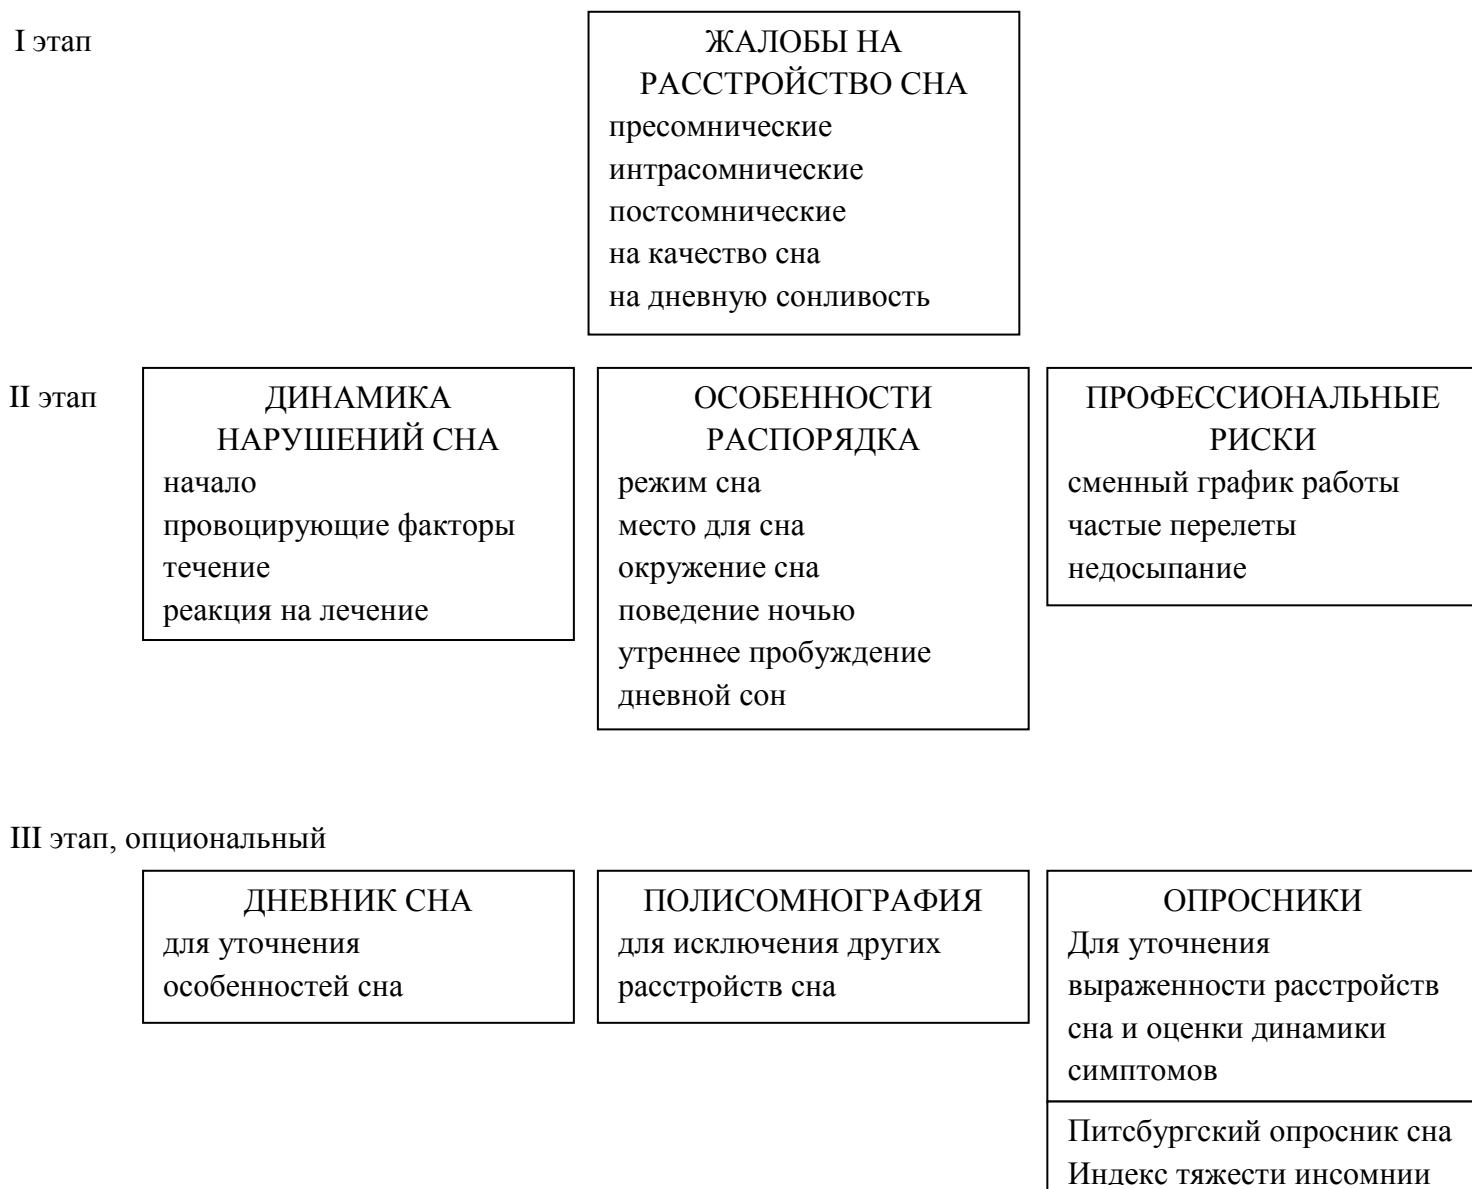 I этап
ЖАЛОБЫ НА
РАССТРОЙСТВО СНА
пресомнические
интрасомнические
постсомнические
на качество сна
на дневную сонливость
II этап
ДИНАМИКА
НАРУШЕНИЙ СНА
начало
провоцирующие факторы
течение
реакция на лечение
ОСОБЕННОСТИ
РАСПОРЯДКА
режим сна
место для сна
окружение сна
поведение ночью
утреннее пробуждение
дневной сон
ПРОФЕССИОНАЛЬНЫЕ
РИСКИ
сменный график работы
частые перелеты
недосыпание
III этап, опциональный
ДНЕВНИК СНА
для уточнения
особенностей сна
ПОЛИСОМНОГРАФИЯ
для исключения других
расстройств сна
ОПРОСНИКИ
Для уточнения
выраженности расстройств
сна и оценки динамики
симптомов
Питсбургский опросник сна
Индекс тяжести инсомнии